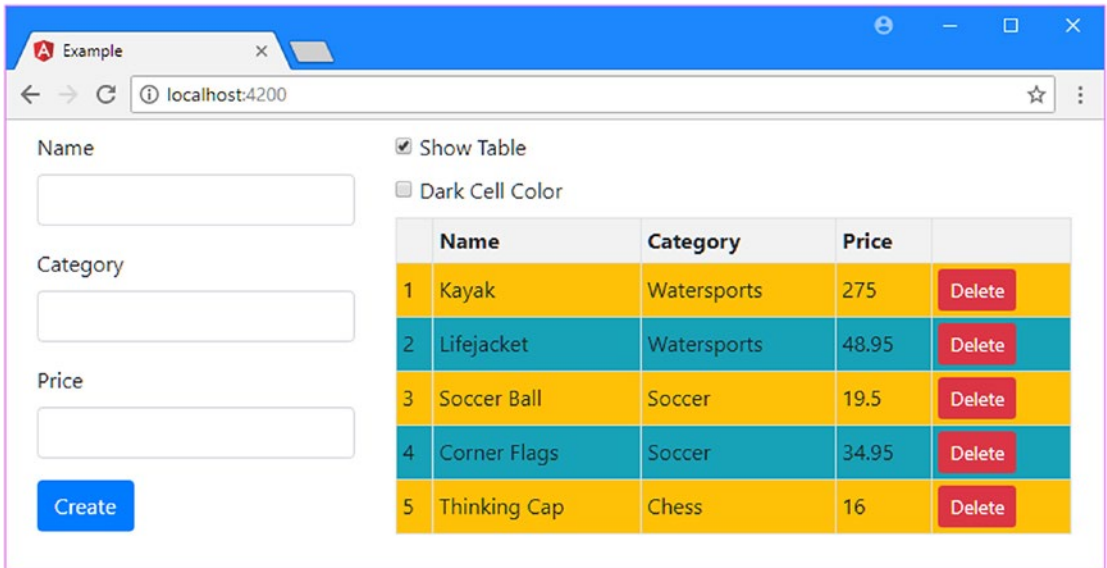 Example
localhost:4200
Name
Category
Price
Create
Show Table
Dark Cell Color
Name Category Price
1 Kayak Watersports 275 Delete
2 Lifejacket Watersports 48.95 Delete
3 Soccer Ball Soccer 19.5 Delete
4 Corner Flags Soccer 34.95 Delete
5 Thinking Cap Chess 16 Delete